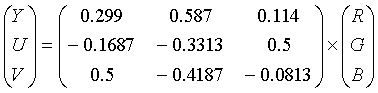 Y 0.299 0.587 0.114 R
U = -0.1687 -0.3313 0.5 × G
V 0.5 -0.4187 -0.0813 B